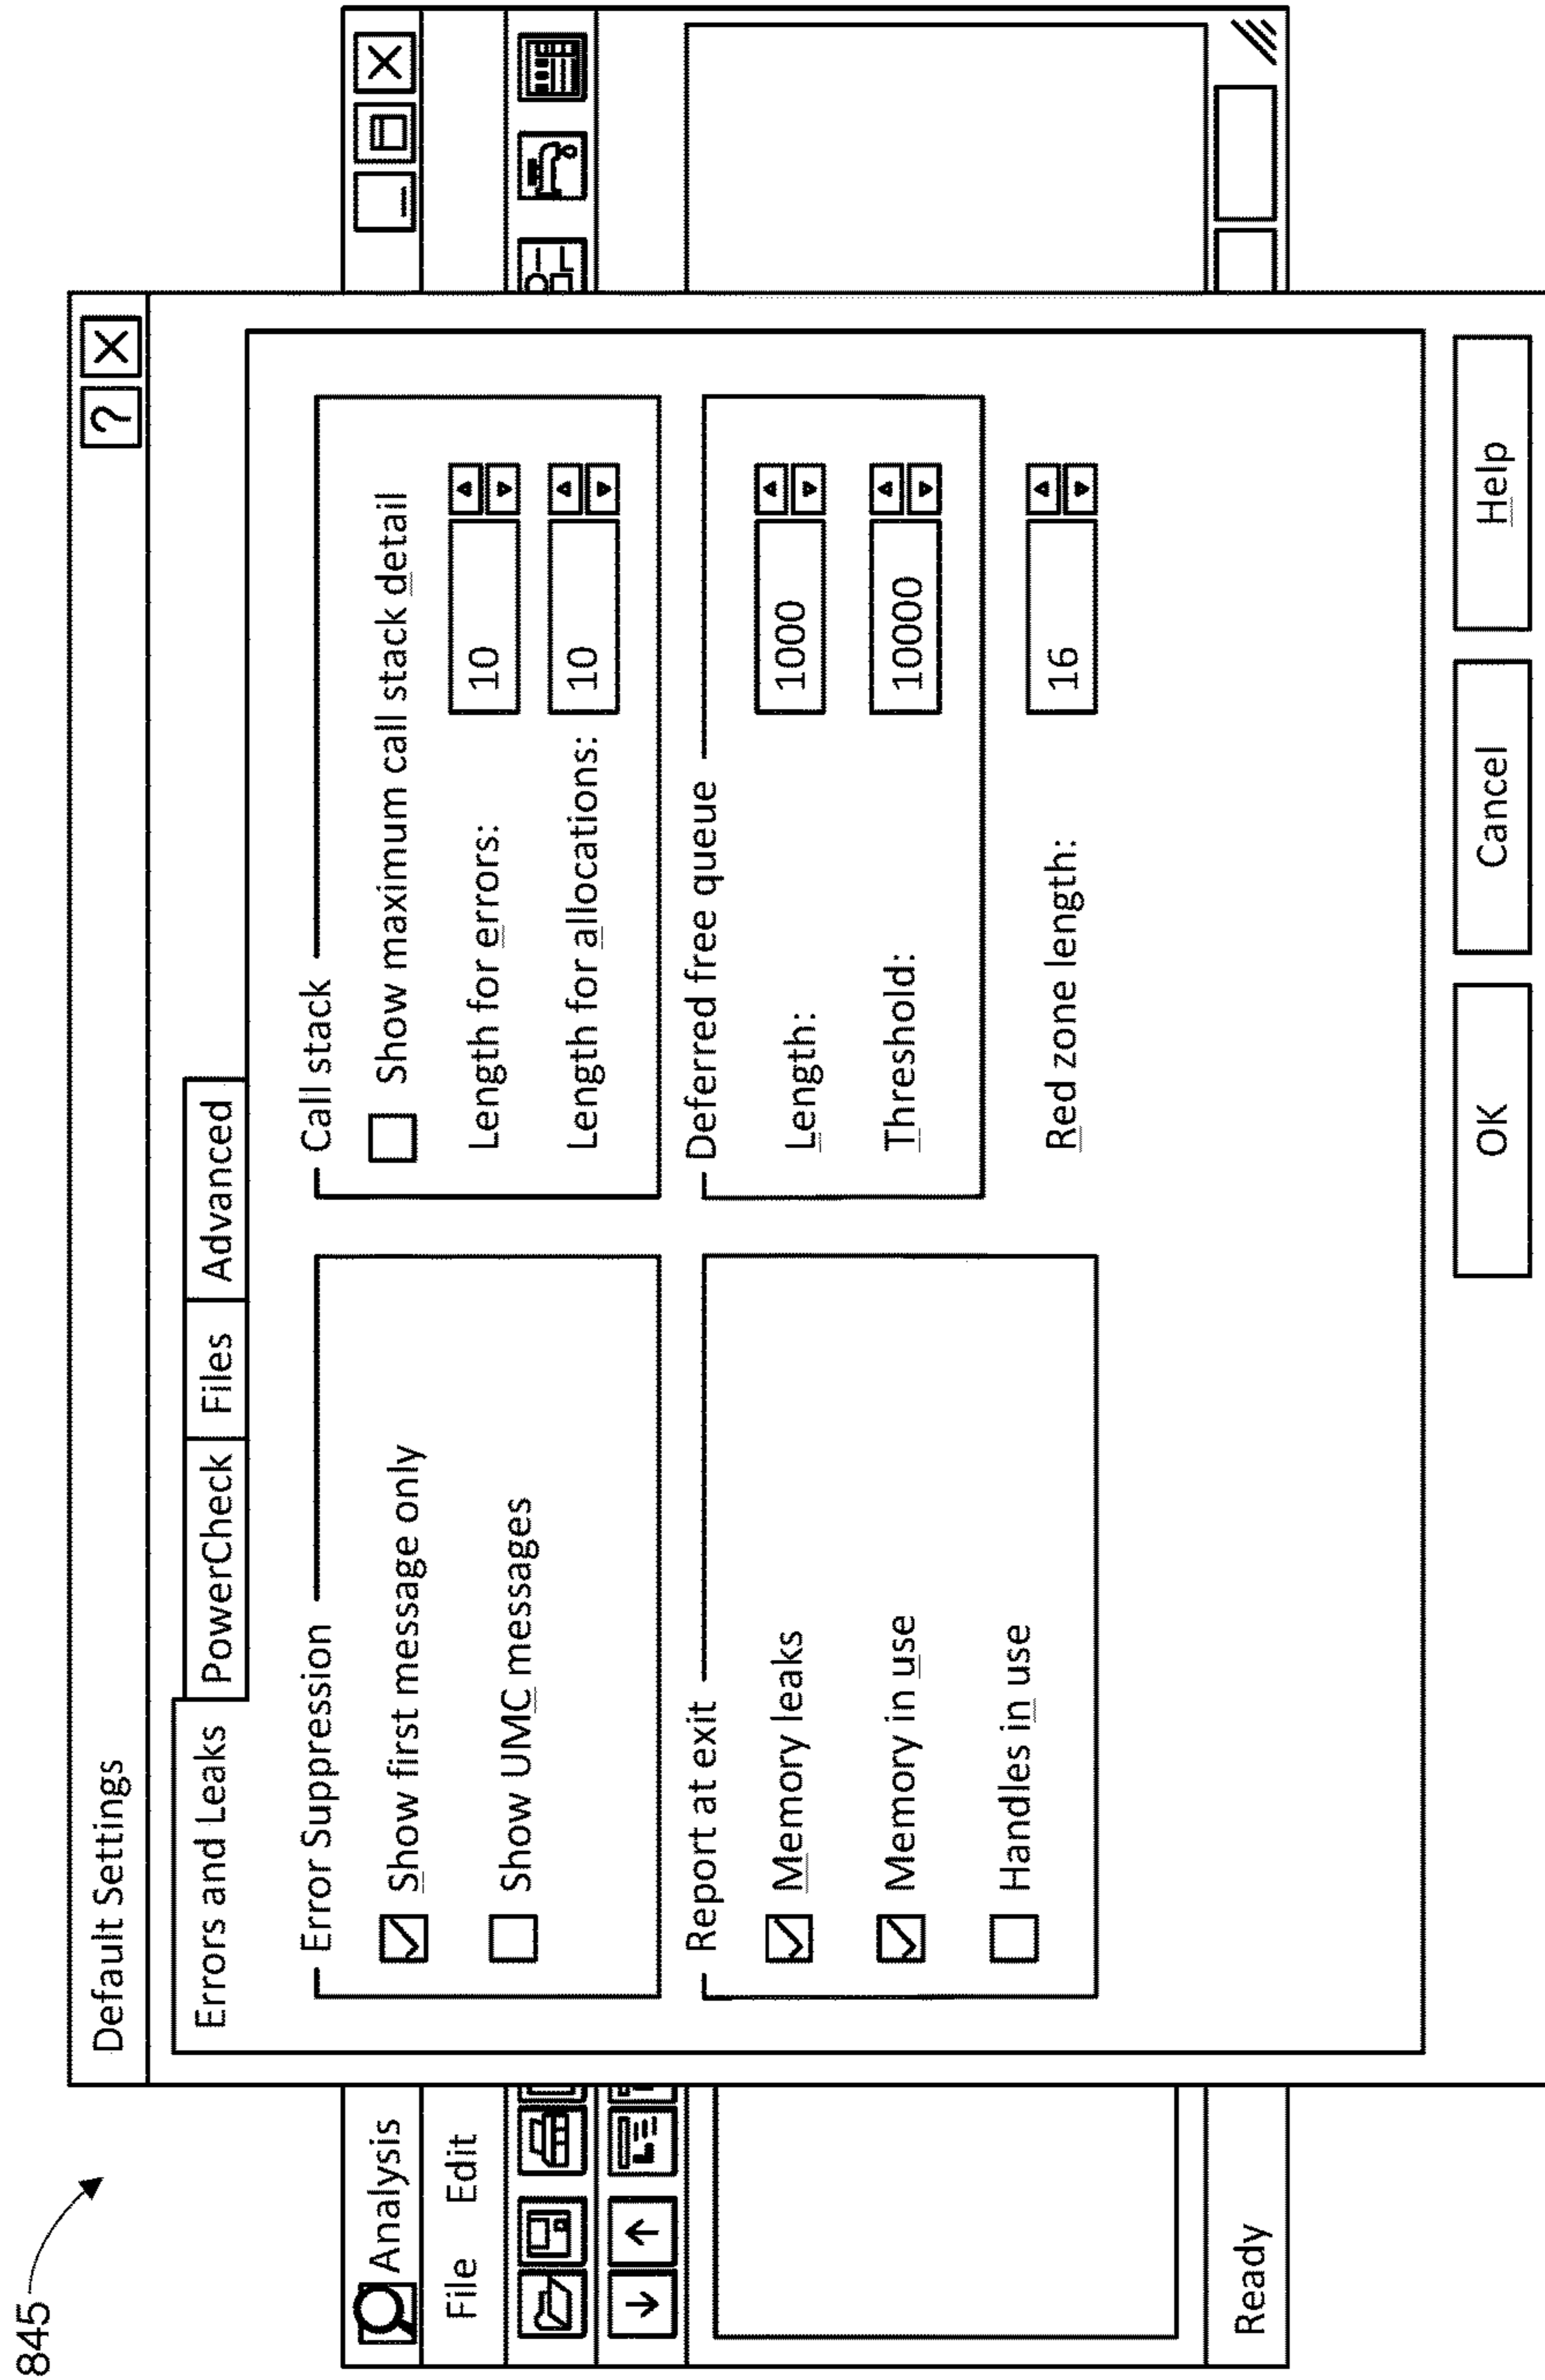 845
Default Settings
? X
Errors and Leaks PowerCheck Files Advanced
Error Suppression
Show first message only
Show UMC messages
Report at exit
Memory leaks
Memory in use
Handles in use
Call stack
Show maximum call stack detail
Length for errors: 10
Length for allocations: 10
Deferred free queue
Length: 1000
Threshold: 10000
Red zone length: 16
OK Cancel Help
Analysis
File Edit
Ready